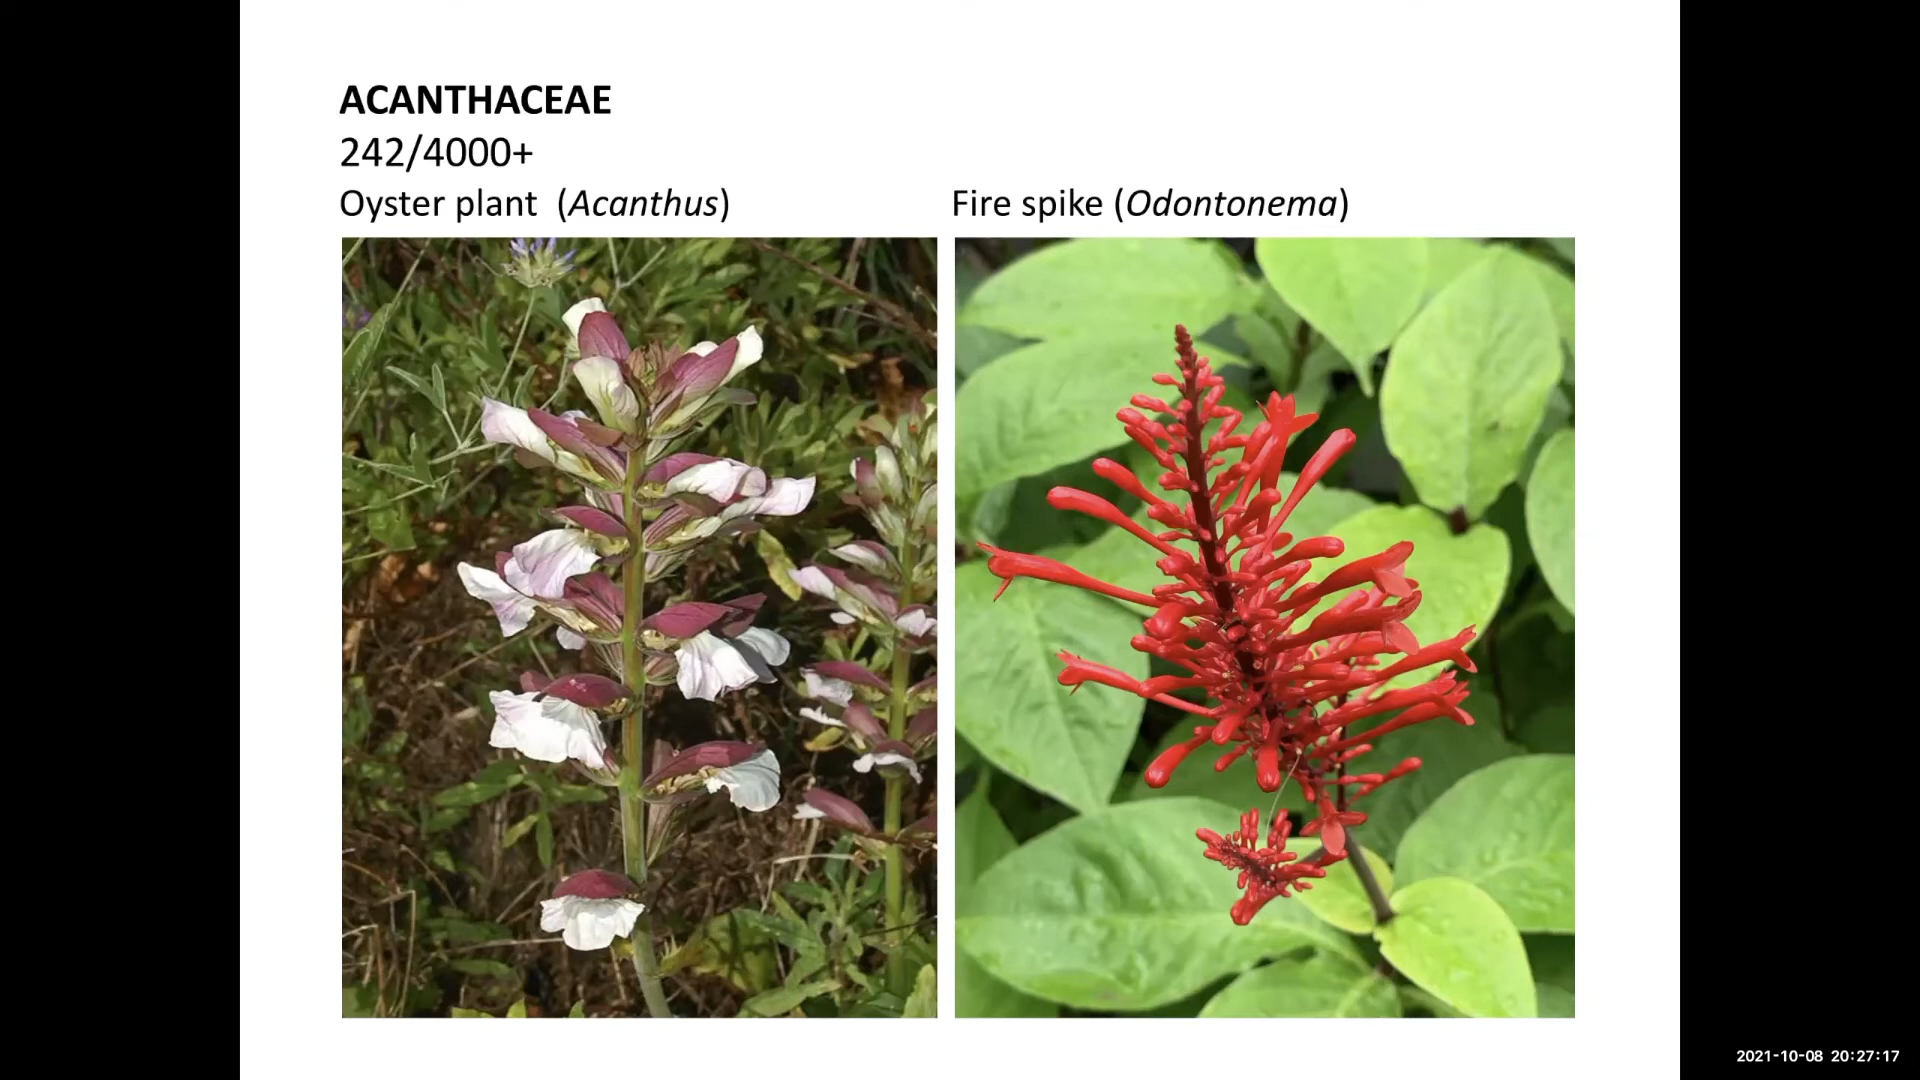 ACANTHACEAE
242/4000+
Oyster plant (Acanthus)
Fire spike (Odontonema)
2021-10-08 20:27:17